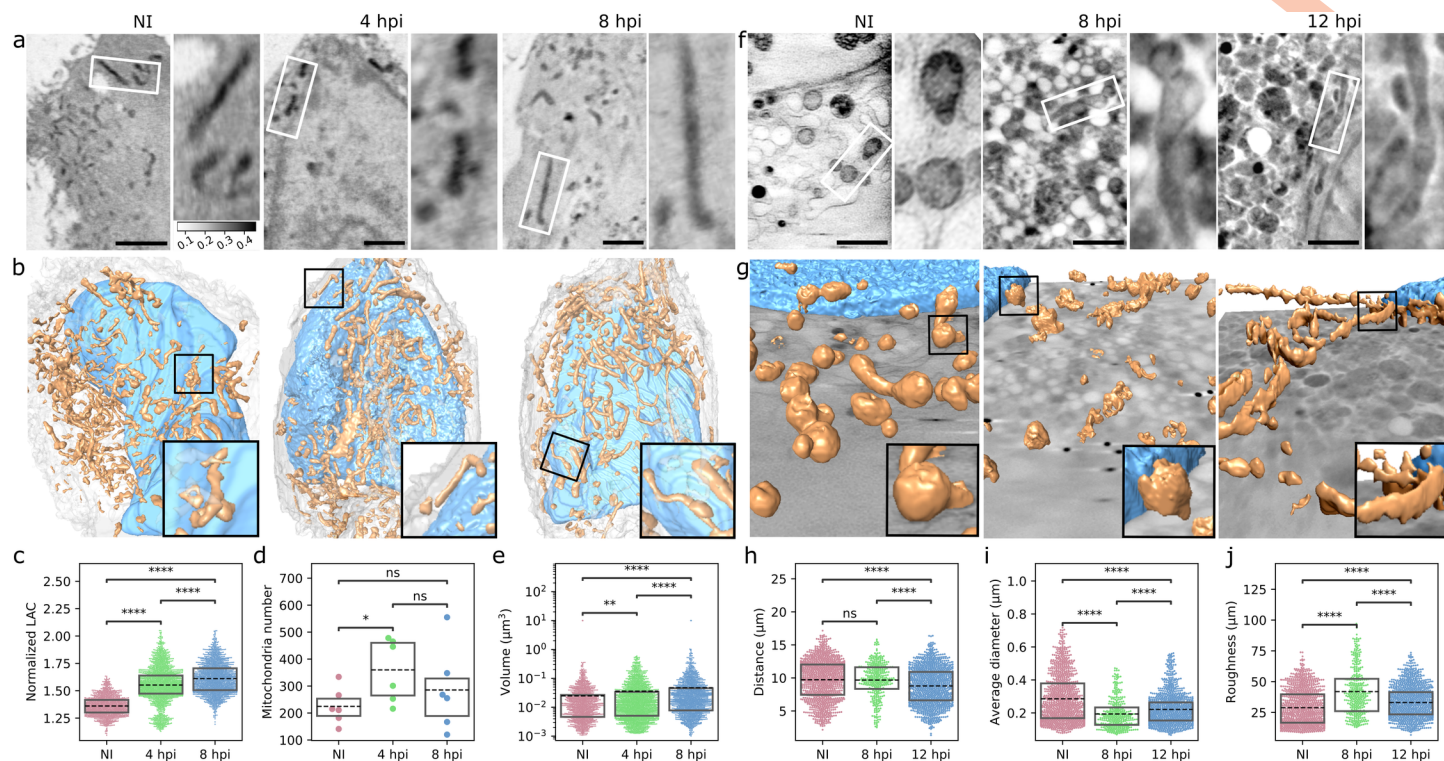 NI 4 hpi 8 hpi NI 8 hpi 12 hpi
a f
0.1 0.2 0.3 0.4
b g
c d e h i j
Normalized LAC
2.50
2.25
2.00
1.75
1.50
1.25
****
****
****
NI 4 hpi 8 hpi
Mitochondria number
700
600
500
400
300
200
100
ns
ns
*
NI 4 hpi 8 hpi
Volume (μm³)
10²
10¹
10⁰
10⁻¹
10⁻²
10⁻³
****
****
**
NI 4 hpi 8 hpi
Distance (μm)
25
20
15
10
5
0
****
****
ns
NI 8 hpi 12 hpi
Average diameter (μm)
1.0
0.8
0.6
0.4
0.2
****
****
****
NI 8 hpi 12 hpi
Roughness (μm)
125
100
75
50
25
****
****
****
NI 8 hpi 12 hpi